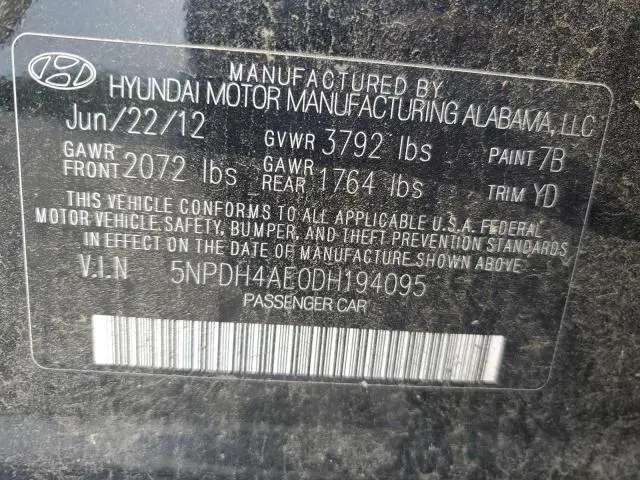 MANUFACTURED BY
HYUNDAI MOTOR MANUFACTURING ALABAMA, LLC
Jun/22/12 GVWR 3792 lbs PAINT 7B
GAWR FRONT 2072 lbs GAWR REAR 1764 lbs TRIM YD
THIS VEHICLE CONFORMS TO ALL APPLICABLE U.S.A. FEDERAL
MOTOR VEHICLE SAFETY, BUMPER, AND THEFT PREVENTION STANDARDS
IN EFFECT ON THE DATE OF MANUFACTURE SHOWN ABOVE.
V.I.N 5NPDH4AE0DH194095
PASSENGER CAR